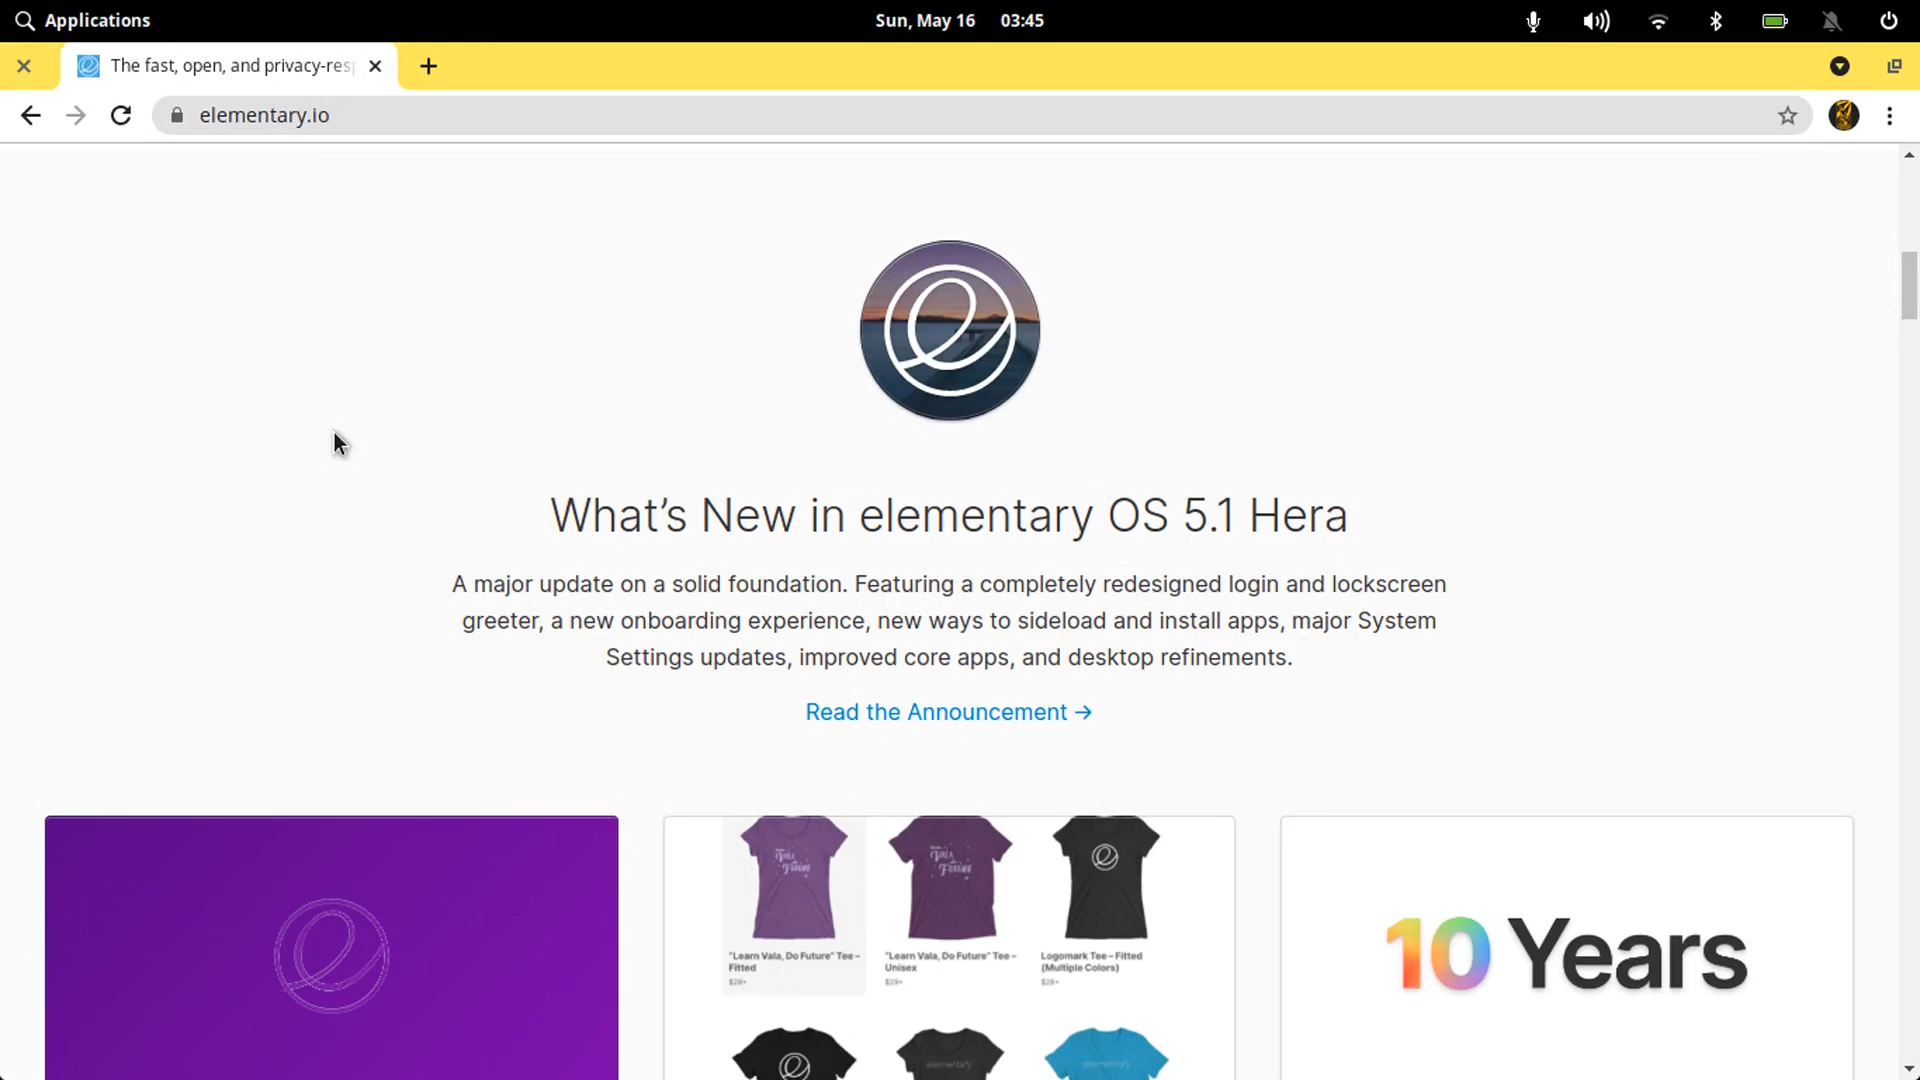 Applications
Sun, May 16 03:45
The fast, open, and privacy-res
elementary.io
What's New in elementary OS 5.1 Hera
A major update on a solid foundation. Featuring a completely redesigned login and lockscreen
greeter, a new onboarding experience, new ways to sideload and install apps, major System
Settings updates, improved core apps, and desktop refinements.
Read the Announcement →
"Learn Vala, Do Future" Tee –
Fitted
$28+
"Learn Vala, Do Future" Tee –
Unisex
$28+
Logomark Tee – Fitted
(Multiple Colors)
$28+
elementary
10 Years